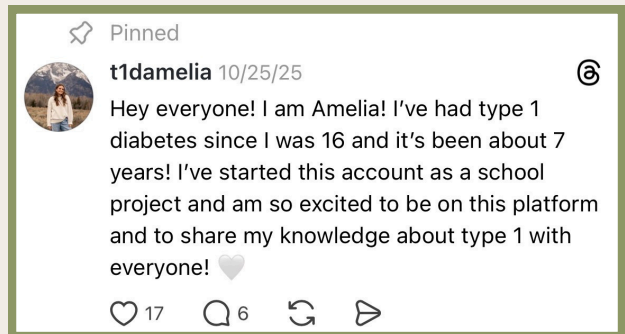 Pinned
t1damelia 10/25/25
Hey everyone! I am Amelia! I’ve had type 1
diabetes since I was 16 and it’s been about 7
years! I’ve started this account as a school
project and am so excited to be on this platform
and to share my knowledge about type 1 with
everyone! 🤍
17 6